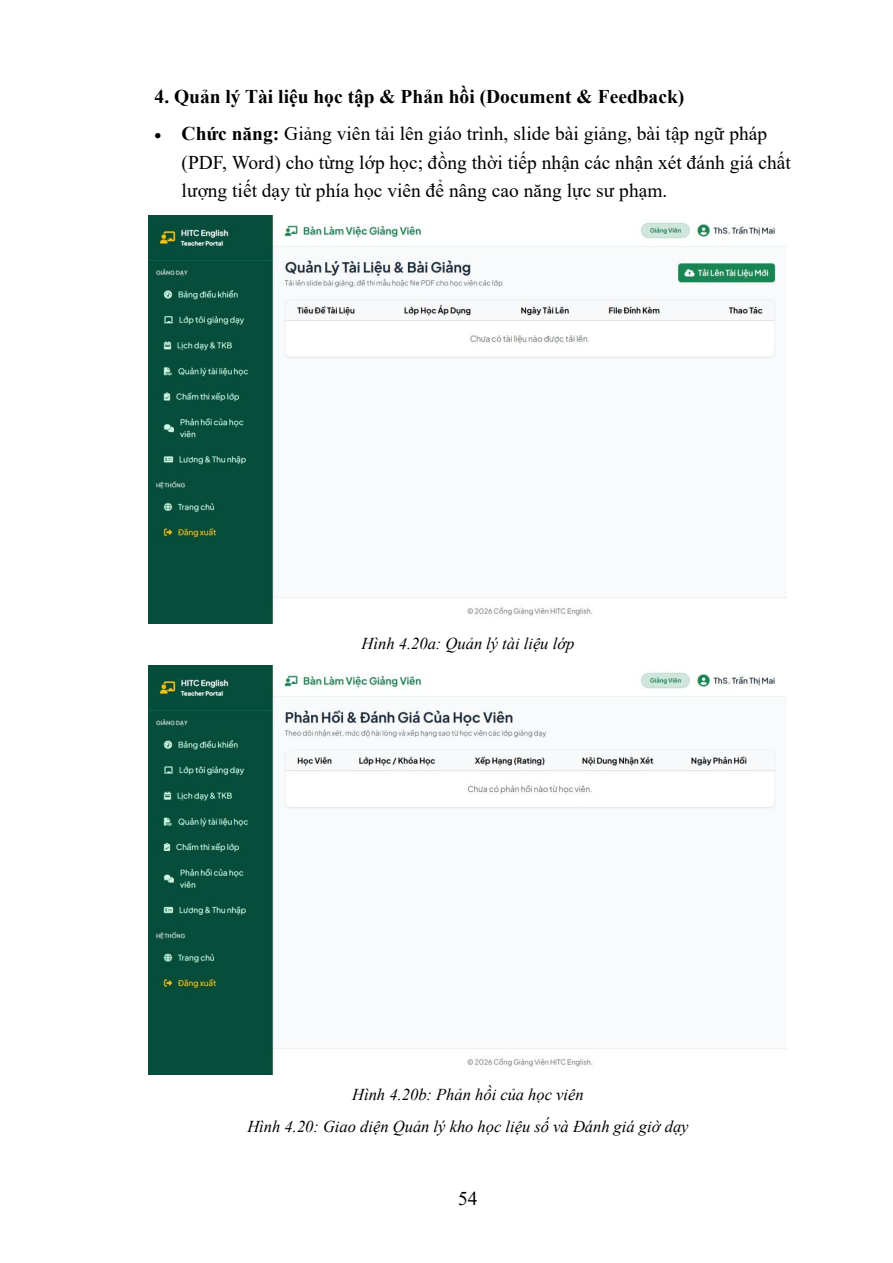 4. Quản lý Tài liệu học tập & Phản hồi (Document & Feedback)
• Chức năng: Giảng viên tải lên giáo trình, slide bài giảng, bài tập ngữ pháp
(PDF, Word) cho từng lớp học; đồng thời tiếp nhận các nhận xét đánh giá chất
lượng tiết dạy từ phía học viên để nâng cao năng lực sư phạm.
HITC English
Teacher Portal
Bàn Làm Việc Giảng Viên
Giảng Viên
ThS. Trần Thị Mai
GIẢNG DẠY
Bảng điều khiển
Lớp tôi giảng dạy
Lịch dạy & TKB
Quản lý tài liệu học
Chấm thi xếp lớp
Phản hồi của học
viên
Lương & Thu nhập
HỆ THỐNG
Trang chủ
Đăng xuất
Quản Lý Tài Liệu & Bài Giảng
Tải lên slide bài giảng, đề thi mẫu hoặc file PDF cho học viên các lớp
Tải Lên Tài Liệu Mới
Tiêu Đề Tài Liệu Lớp Học Áp Dụng Ngày Tải Lên File Đính Kèm Thao Tác
Chưa có tài liệu nào được tải lên.
© 2026 Cổng Giảng Viên HITC English.
Hình 4.20a: Quản lý tài liệu lớp
HITC English
Teacher Portal
Bàn Làm Việc Giảng Viên
Giảng Viên
ThS. Trần Thị Mai
GIẢNG DẠY
Bảng điều khiển
Lớp tôi giảng dạy
Lịch dạy & TKB
Quản lý tài liệu học
Chấm thi xếp lớp
Phản hồi của học
viên
Lương & Thu nhập
HỆ THỐNG
Trang chủ
Đăng xuất
Phản Hồi & Đánh Giá Của Học Viên
Theo dõi nhận xét, mức độ hài lòng và xếp hạng sao từ học viên các lớp giảng dạy
Học Viên Lớp Học / Khóa Học Xếp Hạng (Rating) Nội Dung Nhận Xét Ngày Phản Hồi
Chưa có phản hồi nào từ học viên.
© 2026 Cổng Giảng Viên HITC English.
Hình 4.20b: Phản hồi của học viên
Hình 4.20: Giao diện Quản lý kho học liệu số và Đánh giá giờ dạy
54